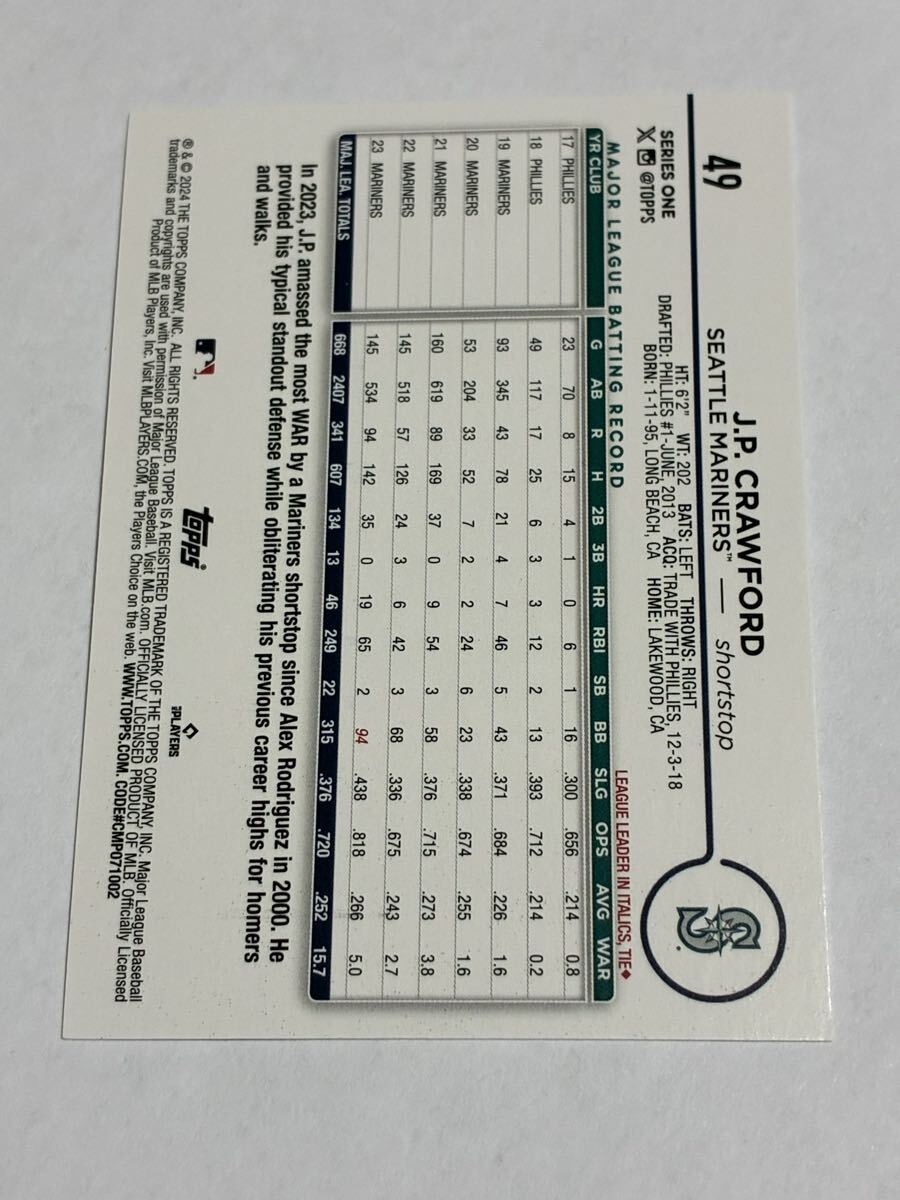 49
J.P. CRAWFORD
SEATTLE MARINERS™ — shortstop
SERIES ONE
@TOPPS
HT: 6'2" WT: 202 BATS: LEFT THROWS: RIGHT
DRAFTED: PHILLIES #1-JUNE, 2013 ACQ: TRADE WITH PHILLIES, 12-3-18
BORN: 1-11-95, LONG BEACH, CA HOME: LAKEWOOD, CA
MAJOR LEAGUE BATTING RECORD
LEAGUE LEADER IN ITALICS, TIE◆
YR CLUB G AB R H 2B 3B HR RBI SB BB SLG OPS AVG WAR
17 PHILLIES 23 70 8 15 4 1 0 6 1 16 .300 .656 .214 0.8
18 PHILLIES 49 117 17 25 6 3 3 12 2 13 .393 .712 .214 0.2
19 MARINERS 93 345 43 78 21 4 7 46 5 43 .371 .684 .226 1.6
20 MARINERS 53 204 33 52 7 2 2 24 6 23 .338 .674 .255 1.6
21 MARINERS 160 619 89 169 37 0 9 54 3 58 .376 .715 .273 3.8
22 MARINERS 145 518 57 126 24 3 6 42 3 68 .336 .675 .243 2.7
23 MARINERS 145 534 94 142 35 0 19 65 2 94 .438 .818 .266 5.0
MAJ. LEA. TOTALS 668 2407 341 607 134 13 46 249 22 315 .376 .720 .252 15.7
In 2023, J.P. amassed the most WAR by a Mariners shortstop since Alex Rodriguez in 2000. He
provided his typical standout defense while obliterating his previous career highs for homers
and walks.
topps®
PLAYERS
® & © 2024 THE TOPPS COMPANY, INC. ALL RIGHTS RESERVED. TOPPS IS A REGISTERED TRADEMARK OF THE TOPPS COMPANY, INC. Major League Baseball
trademarks and copyrights are used with permission of Major League Baseball. Visit MLB.com. OFFICIALLY LICENSED PRODUCT OF MLB. Officially Licensed
Product of MLB Players, Inc. Visit MLBPLAYERS.COM, the Players Choice on the web. WWW.TOPPS.COM. CODE#CMP071002